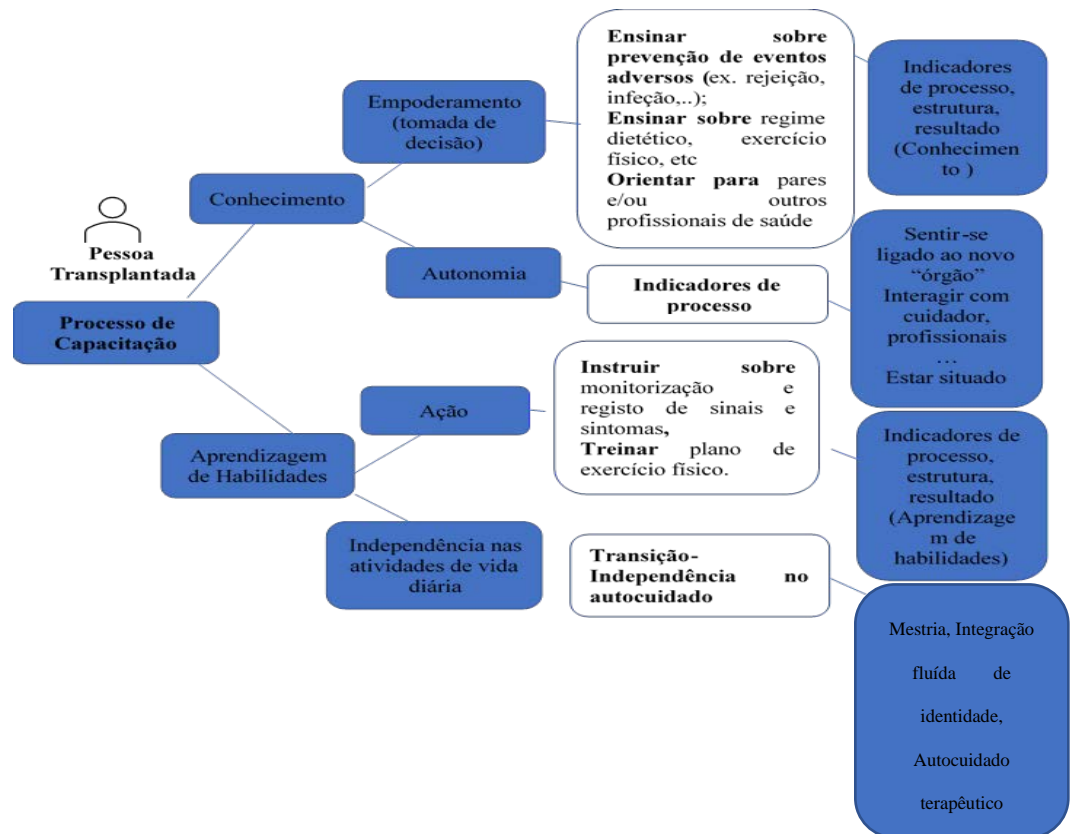 Pessoa
Transplantada
Processo de
Capacitação
Conhecimento
Empoderamento
(tomada de
decisão)
Ensinar sobre
prevenção de eventos
adversos (ex. rejeição,
infeção,..);
Ensinar sobre regime
dietético, exercício
físico, etc
Orientar para pares
e/ou outros
profissionais de saúde
Indicadores
de processo,
estrutura,
resultado
(Conhecimen
to )
Autonomia
Indicadores de
processo
Sentir-se
ligado ao novo
“órgão”
Interagir com
cuidador,
profissionais
…
Estar situado
Aprendizagem
de Habilidades
Ação
Instruir sobre
monitorização e
registo de sinais e
sintomas,
Treinar plano de
exercício físico.
Indicadores de
processo,
estrutura,
resultado
(Aprendizage
m de
habilidades)
Independência nas
atividades de vida
diária
Transição-
Independência no
autocuidado
Mestria, Integração
fluída de
identidade,
Autocuidado
terapêutico